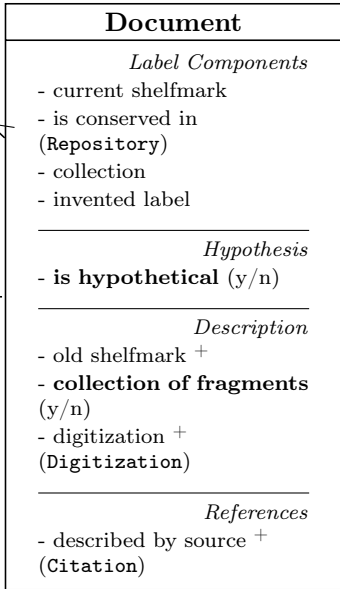 Document
Label Components
- current shelfmark
- is conserved in
(Repository)
- collection
- invented label
Hypothesis
- is hypothetical (y/n)
Description
- old shelfmark +
- collection of fragments
(y/n)
- digitization +
(Digitization)
References
- described by source +
(Citation)